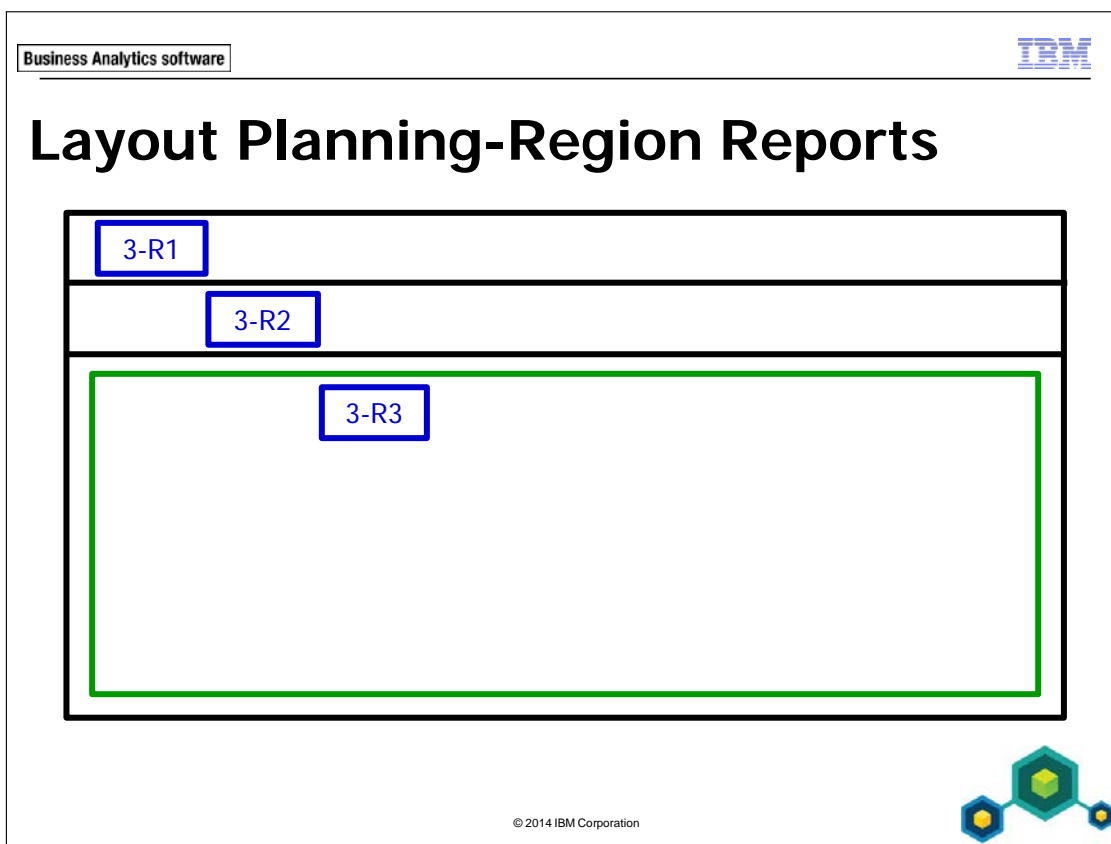 Business Analytics software
IBM
Layout Planning-Region Reports
3-R1
3-R2
3-R3
© 2014 IBM Corporation